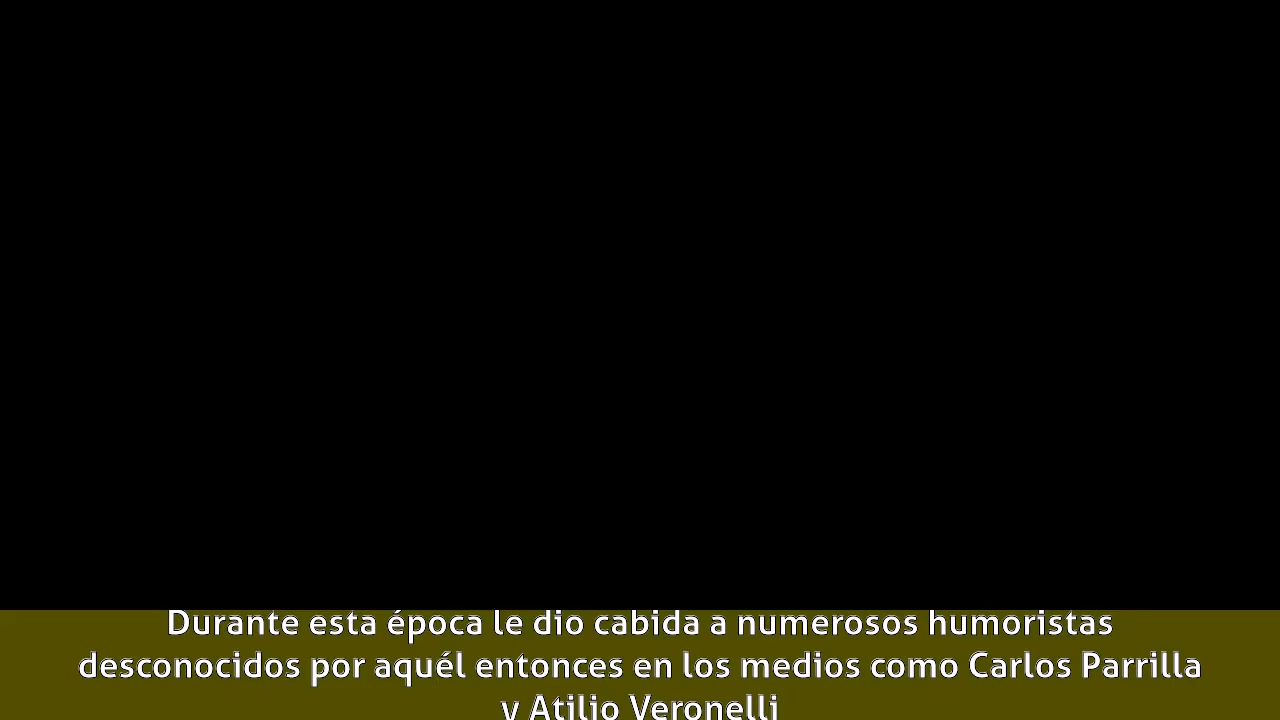 Durante esta época le dio cabida a numerosos humoristas
desconocidos por aquél entonces en los medios como Carlos Parrilla
y Atilio Veronelli